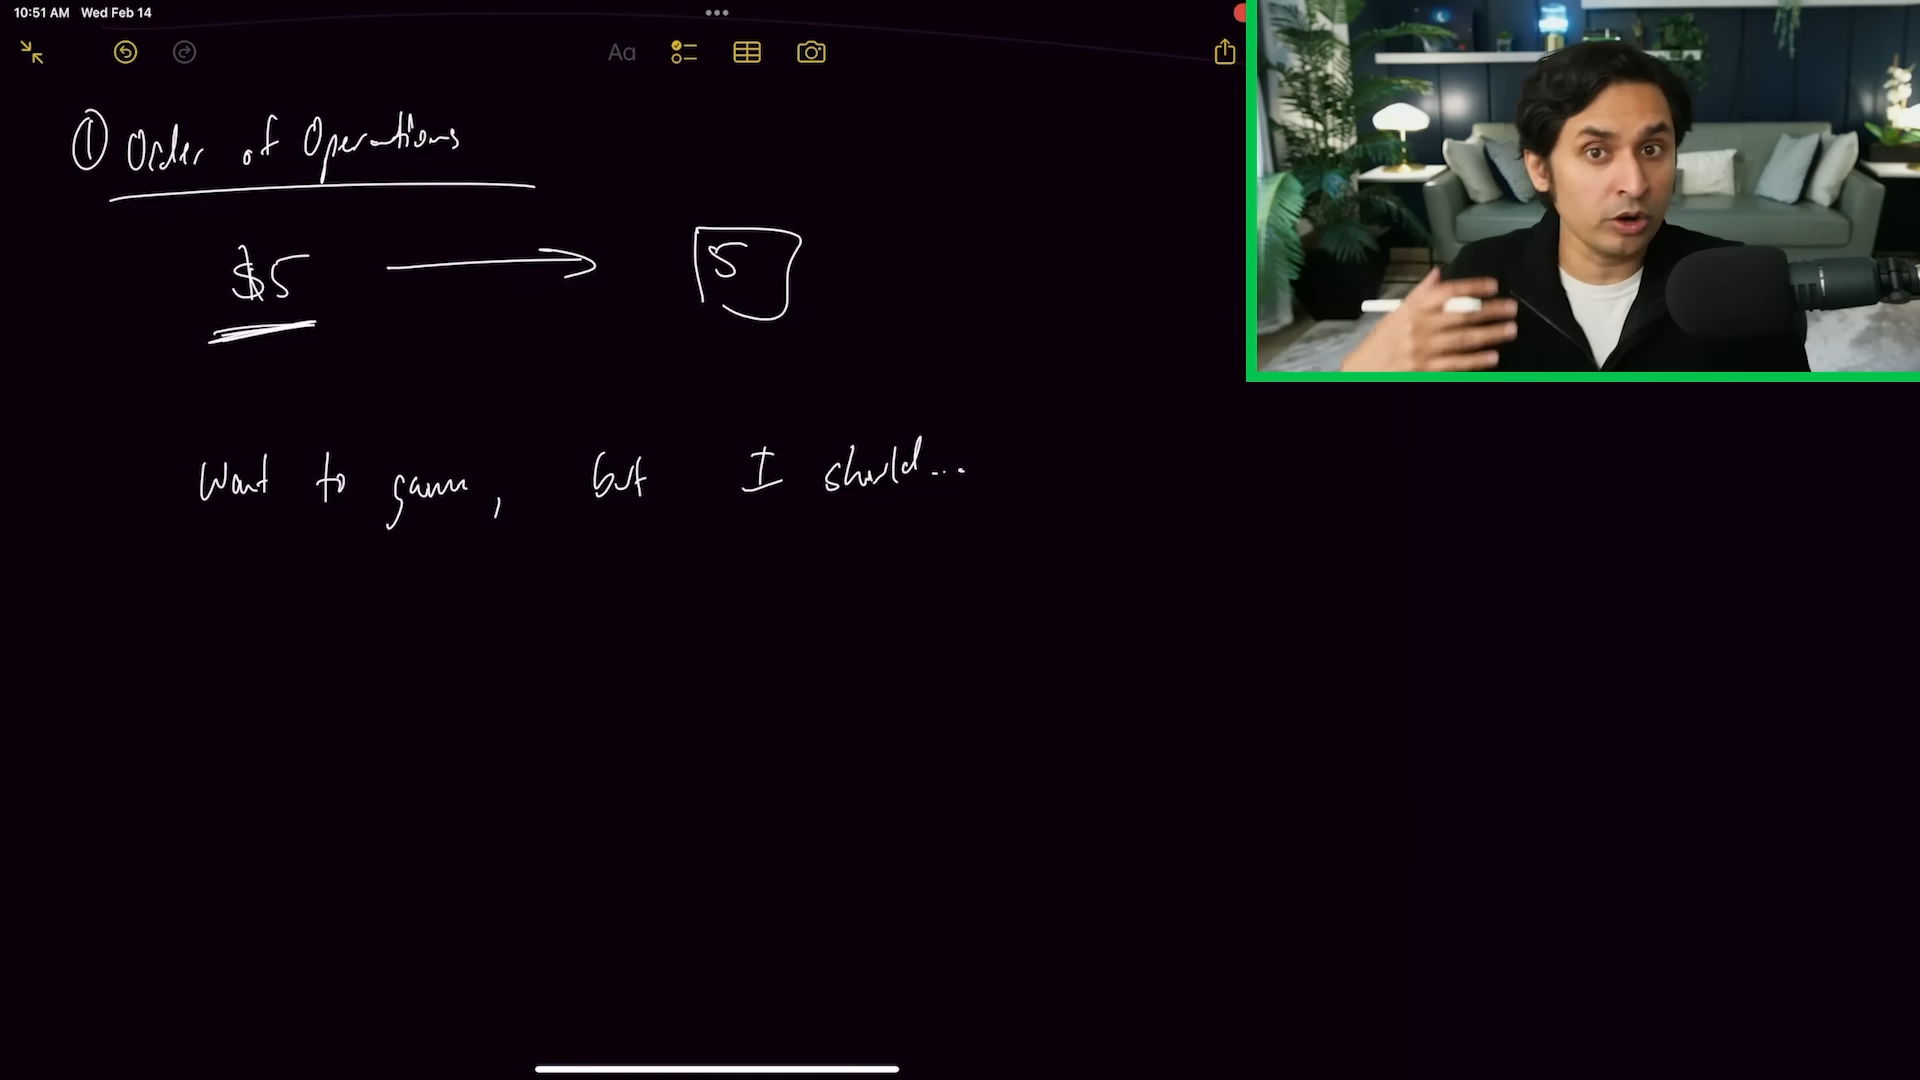 10:51 AM Wed Feb 14
Aa
① Order of Operations
$5 → 5
Want to game, but I should...